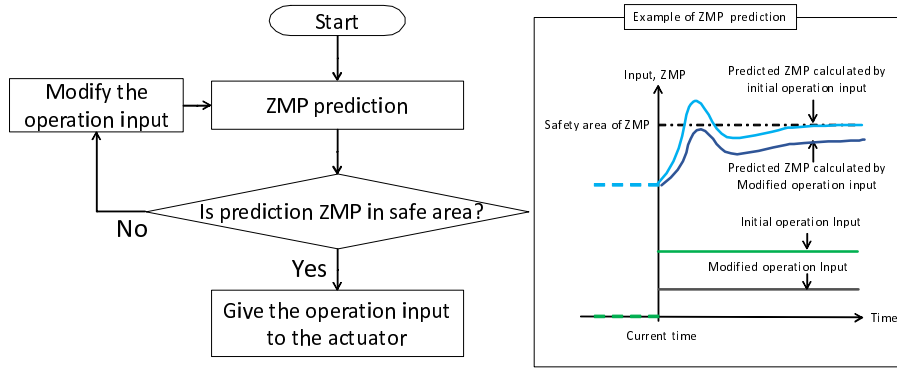 Start
Modify the
operation input
ZMP prediction
Is prediction ZMP in safe area?
No
Yes
Give the operation input
to the actuator
Example of ZMP prediction
Input, ZMP
Predicted ZMP calculated by
initial operation input
Safety area of ZMP
Predicted ZMP calculated by
Modified operation input
Initial operation Input
Modified operation Input
Time
Current time